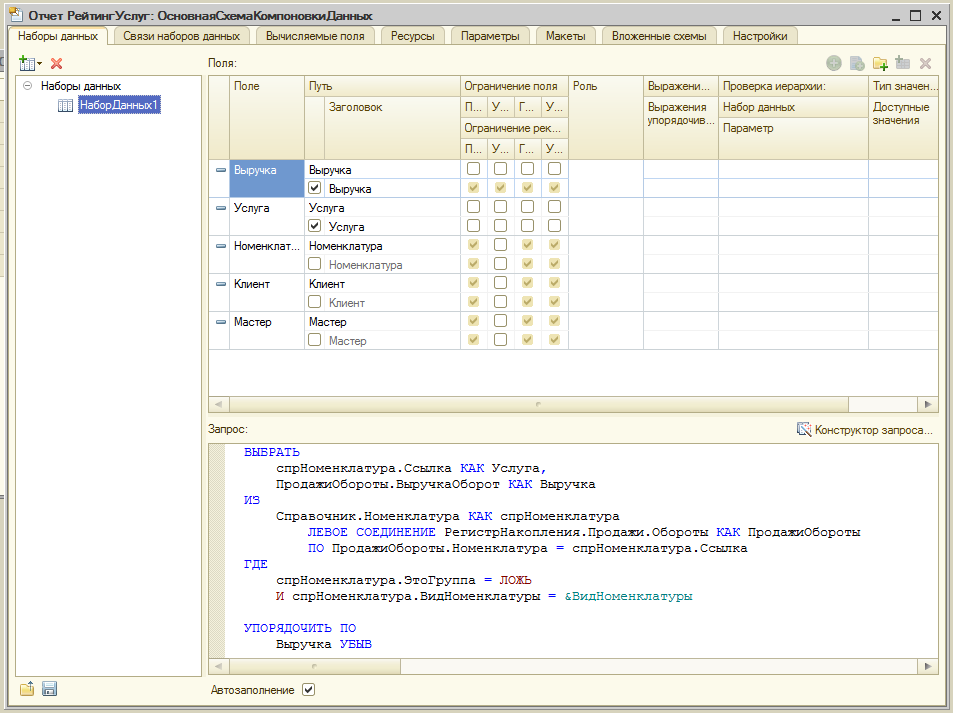 Отчет РейтингУслуг: ОсновнаяСхемаКомпоновкиДанных
Наборы данных Связи наборов данных Вычисляемые поля Ресурсы Параметры Макеты Вложенные схемы Настройки
Наборы данных
НаборДанных1
Поля:
Поле Путь Ограничение поля Роль Выражени... Проверка иерархии: Тип значен...
Заголовок П... У... Г... У... Выражения упорядочив... Набор данных Доступные значения
Ограничение рек... Параметр
П... У... Г... У...
Выручка Выручка
Выручка
Услуга Услуга
Услуга
Номенклат... Номенклатура
Номенклатура
Клиент Клиент
Клиент
Мастер Мастер
Мастер
Запрос: Конструктор запроса...
ВЫБРАТЬ
спрНоменклатура.Ссылка КАК Услуга,
ПродажиОбороты.ВыручкаОборот КАК Выручка
ИЗ
Справочник.Номенклатура КАК спрНоменклатура
ЛЕВОЕ СОЕДИНЕНИЕ РегистрНакопления.Продажи.Обороты КАК ПродажиОбороты
ПО ПродажиОбороты.Номенклатура = спрНоменклатура.Ссылка
ГДЕ
спрНоменклатура.ЭтоГруппа = ЛОЖЬ
И спрНоменклатура.ВидНоменклатуры = &ВидНоменклатуры
УПОРЯДОЧИТЬ ПО
Выручка УБЫВ
Автозаполнение